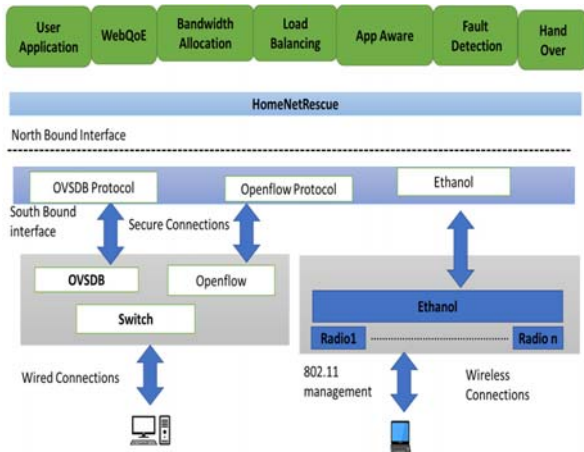 User
Application
WebQoE
Bandwidth
Allocation
Load
Balancing
App Aware
Fault
Detection
Hand
Over
HomeNetRescue
North Bound Interface
OVSDB Protocol
Openflow Protocol
Ethanol
South Bound
interface
Secure Connections
OVSDB
Openflow
Switch
Ethanol
Radio1
Radio n
Wired Connections
802.11
management
Wireless
Connections